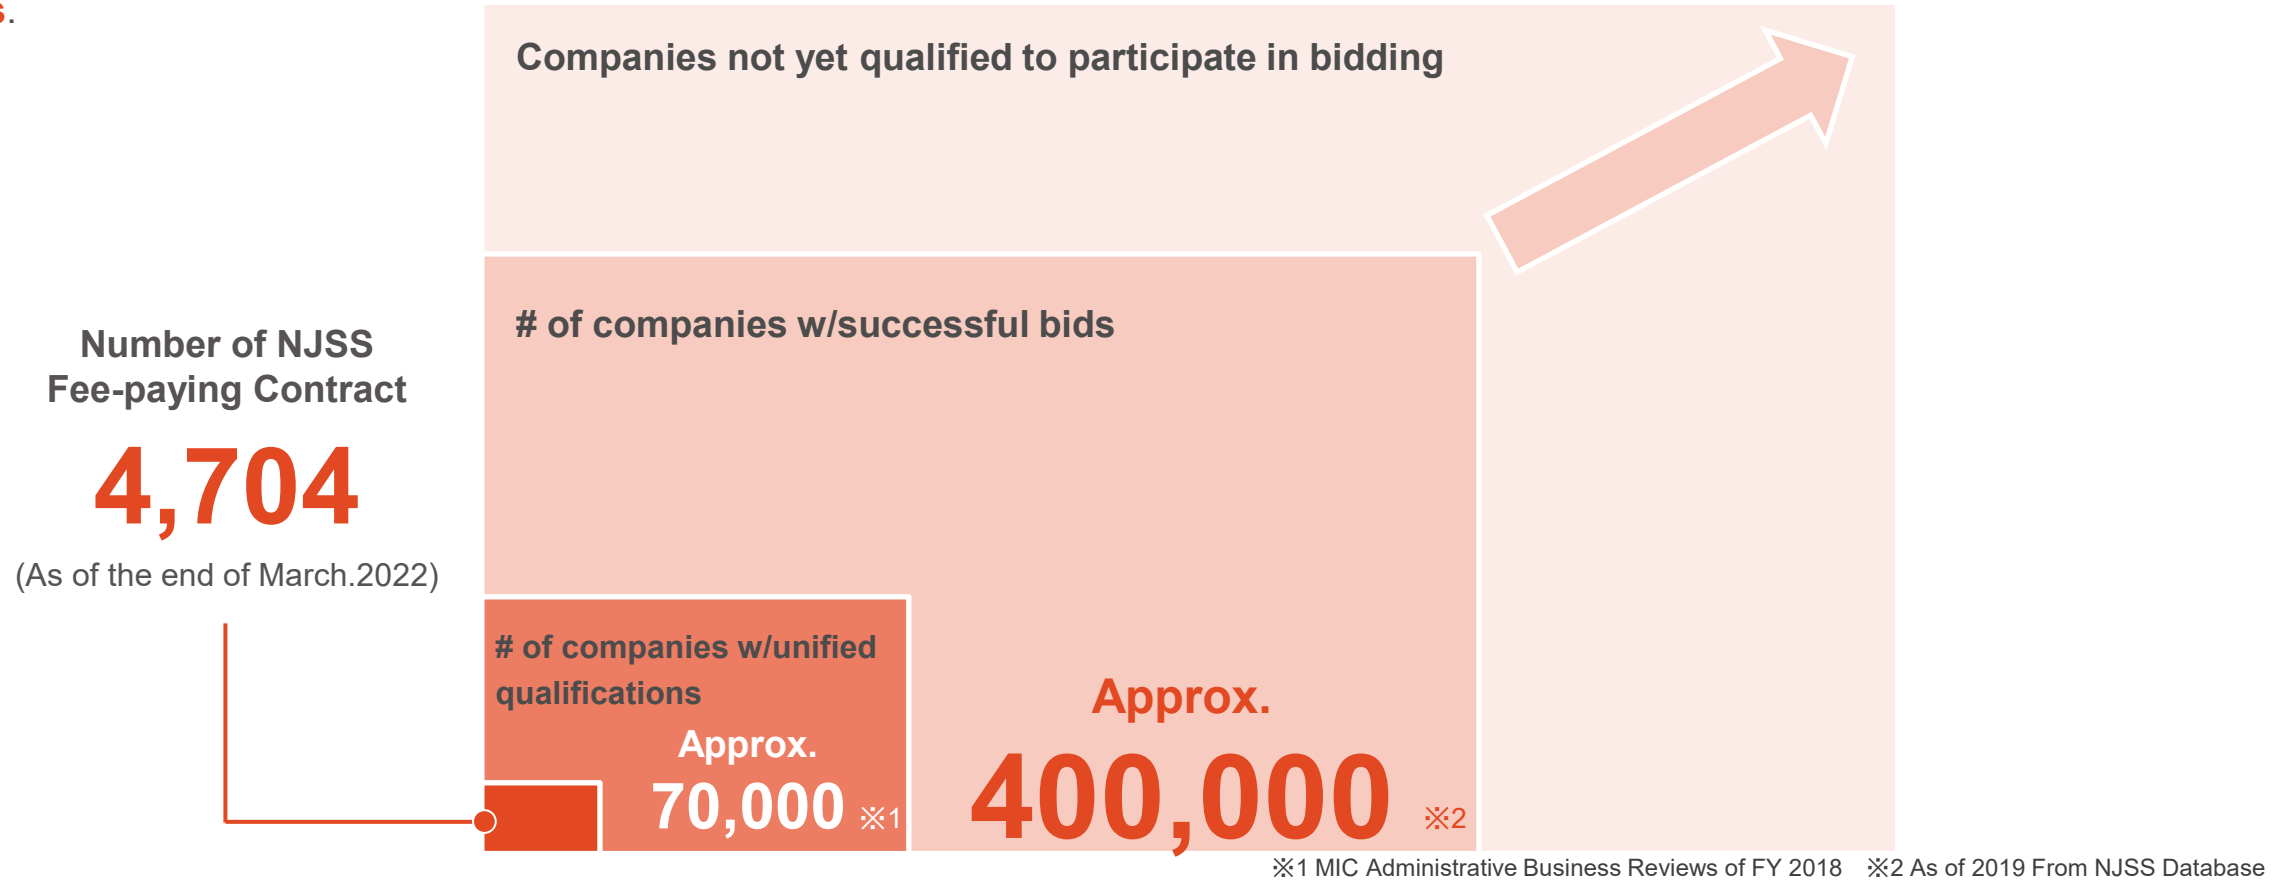 s.
Companies not yet qualified to participate in bidding
# of companies w/successful bids
Number of NJSS
Fee-paying Contract
4,704
(As of the end of March.2022)
# of companies w/unified
qualifications
Approx.
70,000 ※1
Approx.
400,000 ※2
※1 MIC Administrative Business Reviews of FY 2018 ※2 As of 2019 From NJSS Database